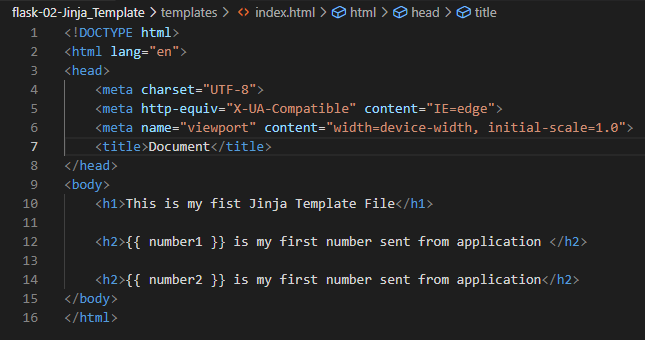 flask-02-Jinja_Template > templates > <> index.html > html > head > title
1 <!DOCTYPE html>
2 <html lang="en">
3 <head>
4 <meta charset="UTF-8">
5 <meta http-equiv="X-UA-Compatible" content="IE=edge">
6 <meta name="viewport" content="width=device-width, initial-scale=1.0">
7 <title>Document</title>
8 </head>
9 <body>
10 <h1>This is my fist Jinja Template File</h1>
11
12 <h2>{{ number1 }} is my first number sent from application </h2>
13
14 <h2>{{ number2 }} is my first number sent from application</h2>
15 </body>
16 </html>